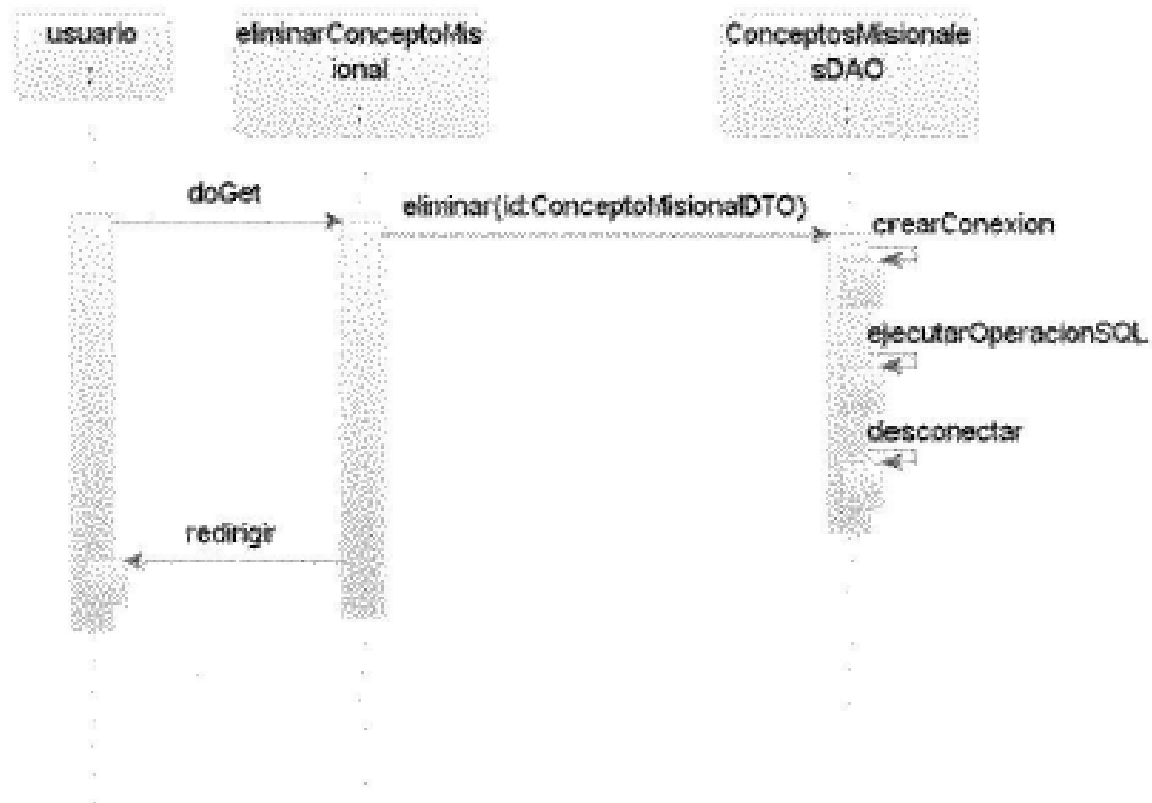 usuario
eliminarConceptoMis
ional
ConceptosMisionale
sDAO
doGet
eliminar(id:ConceptoMisionalDTO)
crearConexion
ejecutarOperacionSQL
desconectar
redirigir